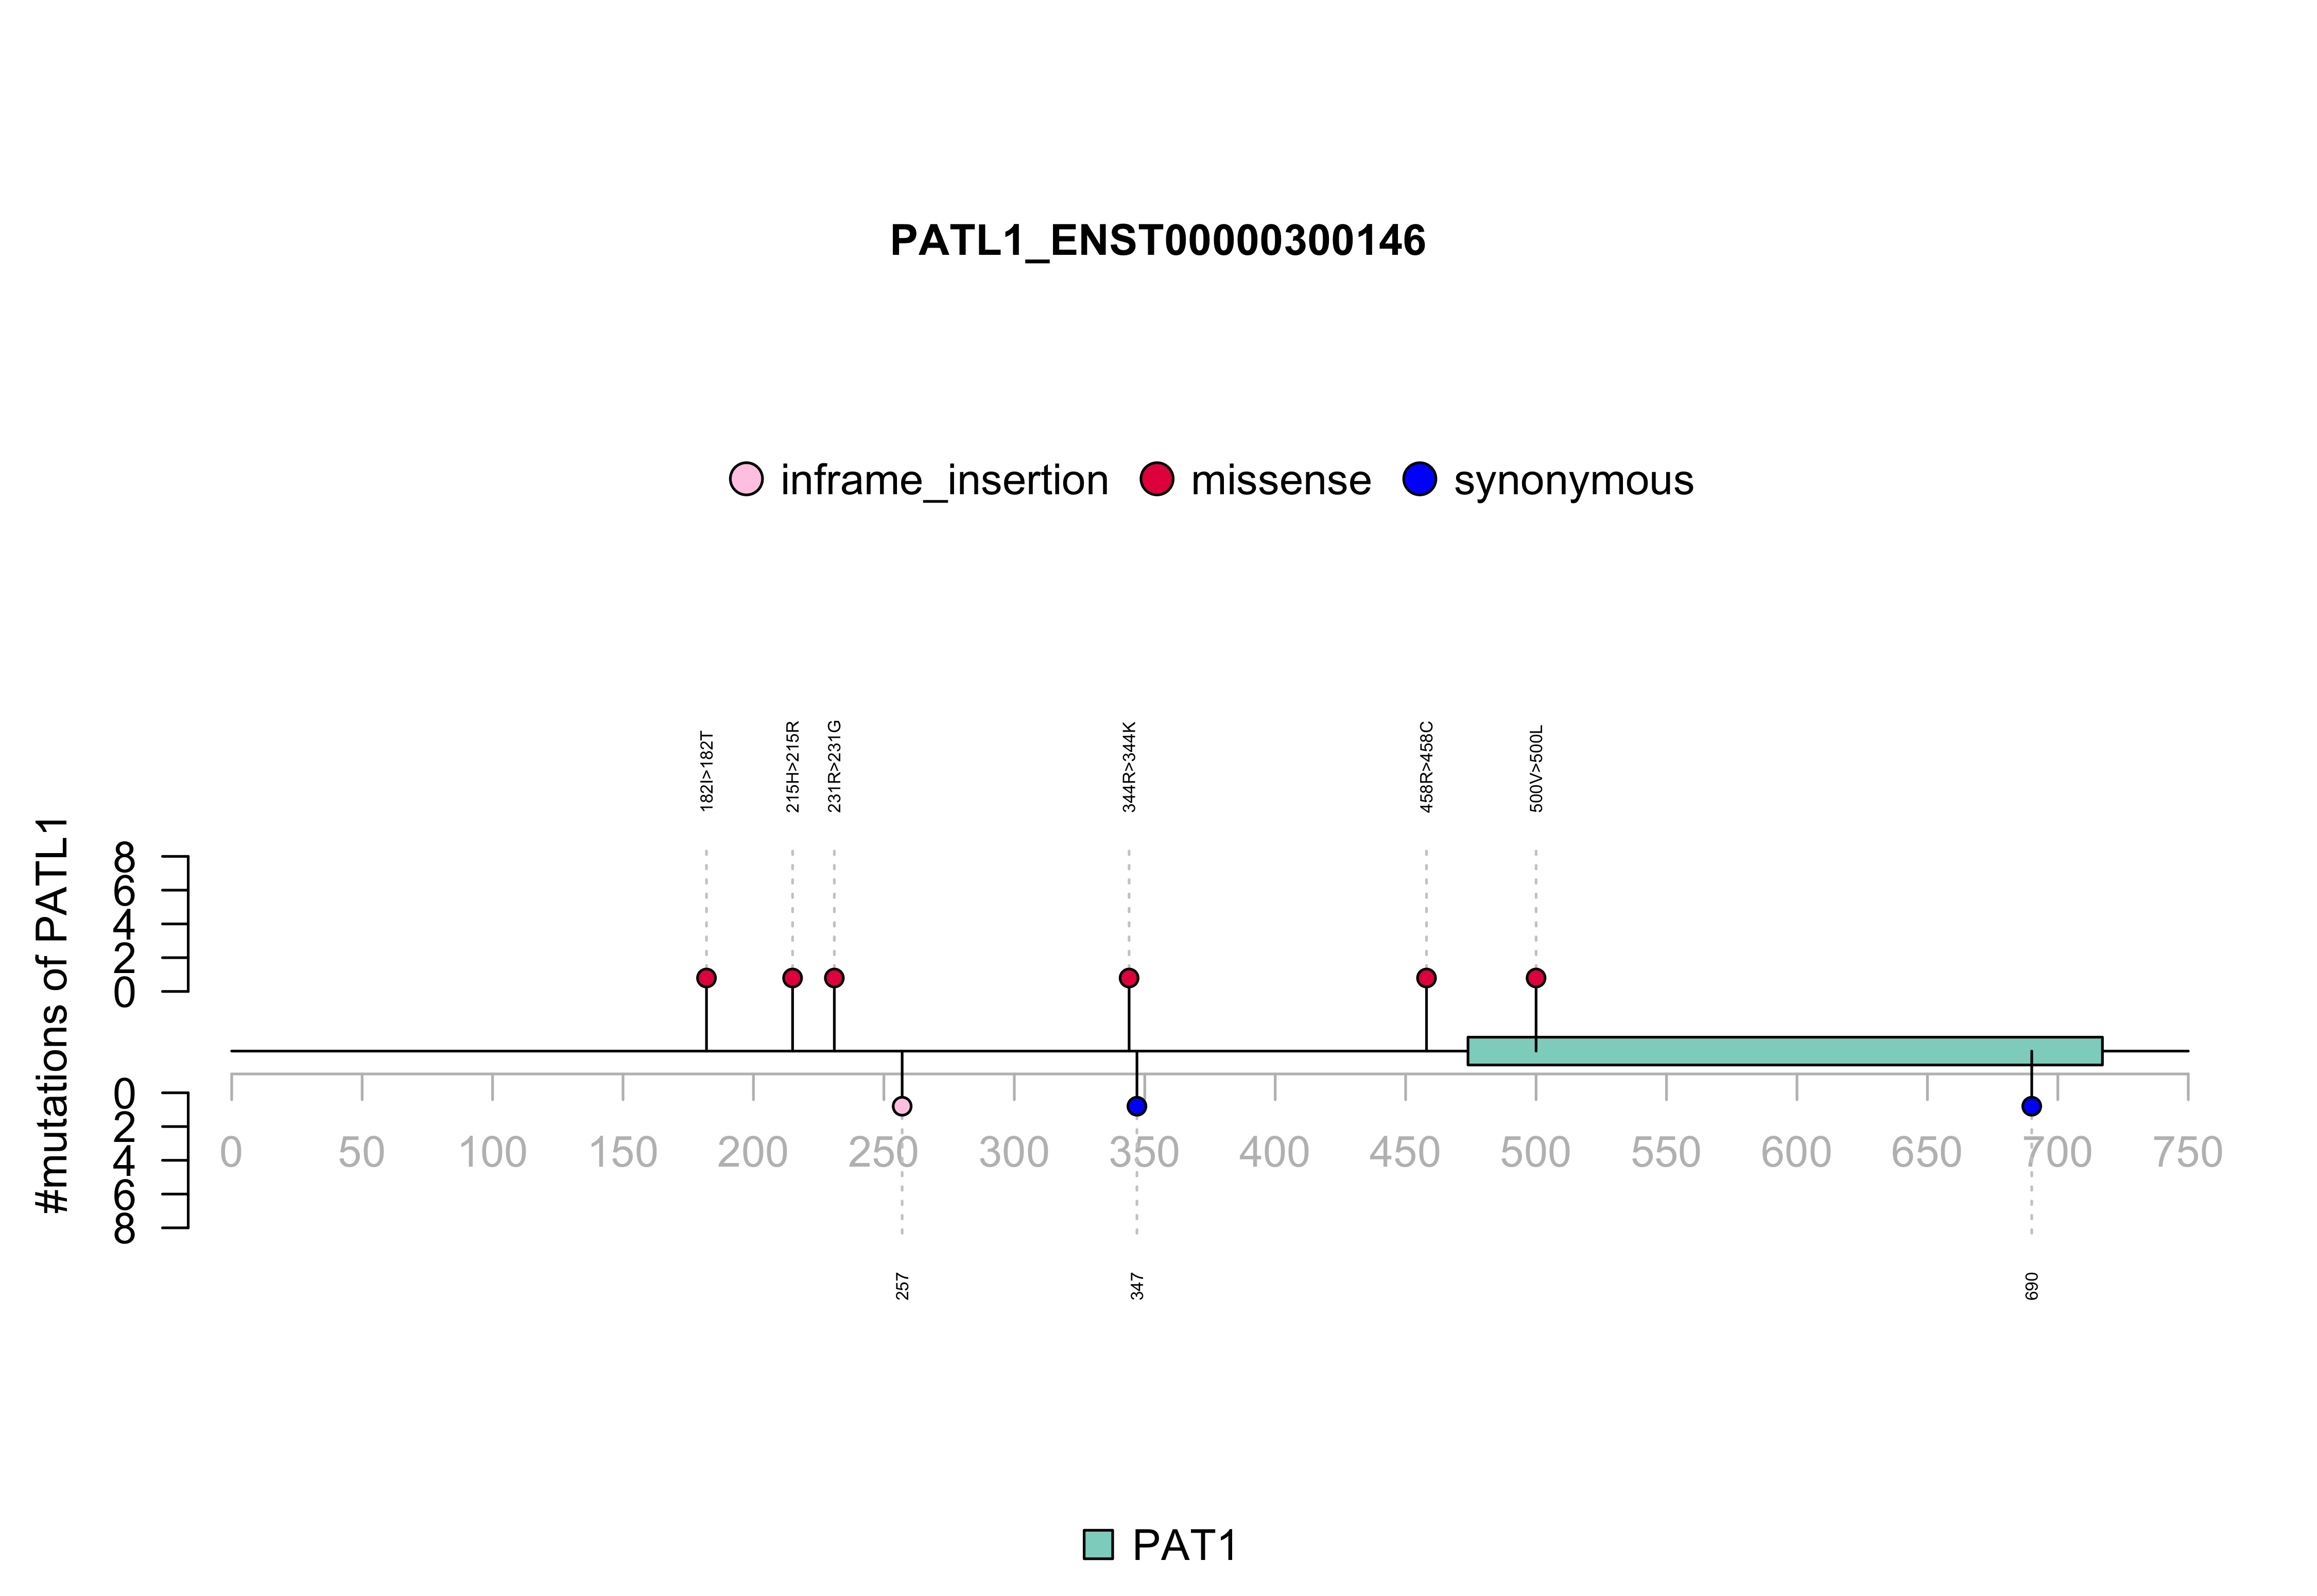 PATL1_ENST00000300146
inframe_insertion missense synonymous
182I>182T 215H>215R 231R>231G 344R>344K 458R>458C 500V>500L
#mutations of PATL1
8
6
4
2
0
0
2
4
6
8
0 50 100 150 200 250 300 350 400 450 500 550 600 650 700 750
257 347 690
PAT1